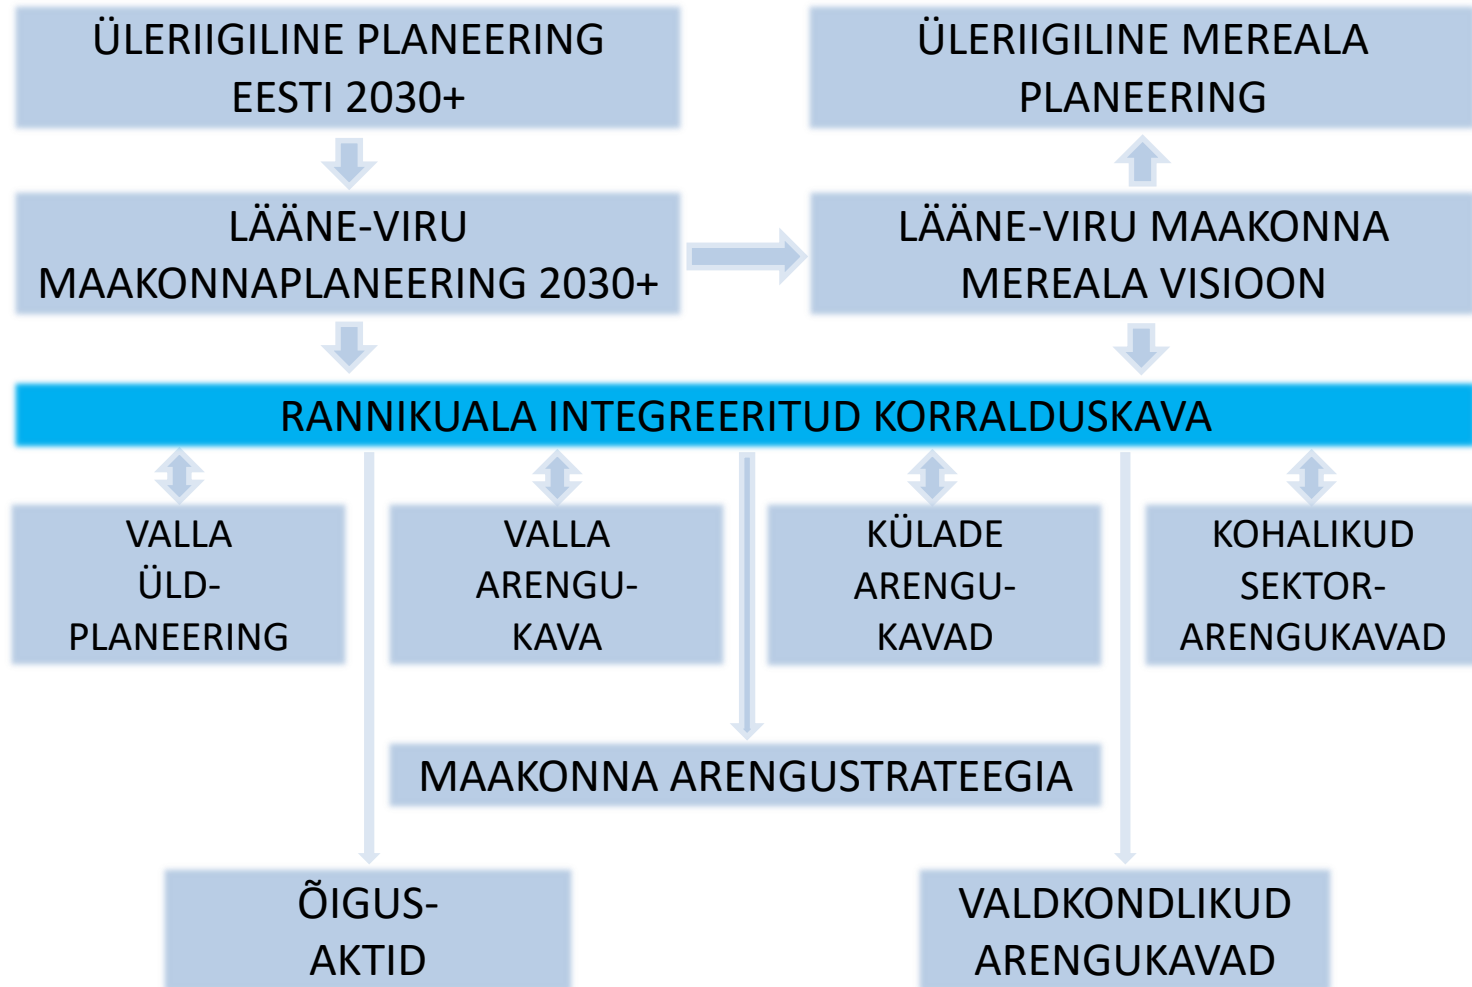 ÜLERIIGILINE PLANEERING
EESTI 2030+
ÜLERIIGILINE MEREALA
PLANEERING
LÄÄNE-VIRU
MAAKONNAPLANEERING 2030+
LÄÄNE-VIRU MAAKONNA
MEREALA VISIOON
RANNIKUALA INTEGREERITUD KORRALDUSKAVA
VALLA
ÜLD-
PLANEERING
VALLA
ARENGU-
KAVA
KÜLADE
ARENGU-
KAVAD
KOHALIKUD
SEKTOR-
ARENGUKAVAD
MAAKONNA ARENGUSTRATEEGIA
ÕIGUS-
AKTID
VALDKONDLIKUD
ARENGUKAVAD